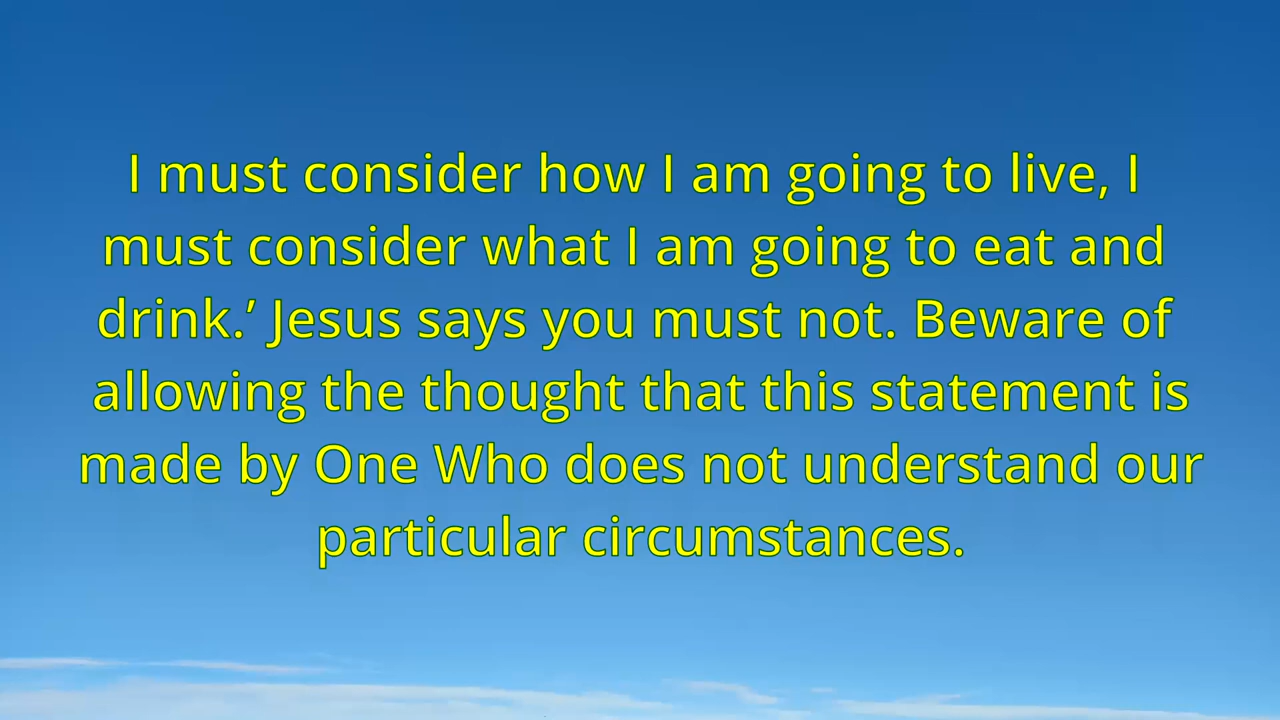 I must consider how I am going to live, I
must consider what I am going to eat and
drink.’ Jesus says you must not. Beware of
allowing the thought that this statement is
made by One Who does not understand our
particular circumstances.